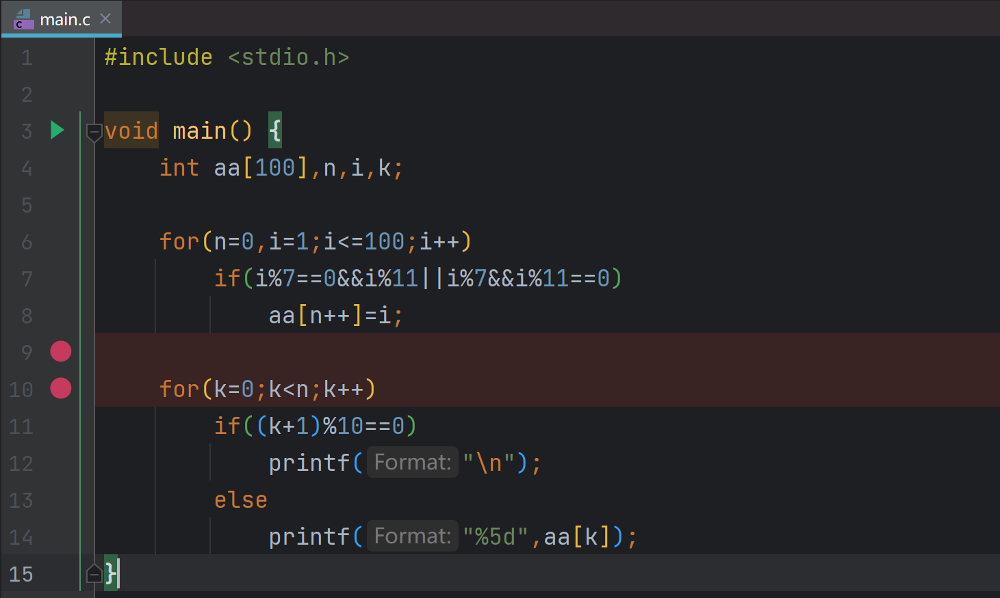 C main.c ×
1 #include <stdio.h>
2
3 void main() {
4 int aa[100],n,i,k;
5
6 for(n=0,i=1;i<=100;i++)
7 if(i%7==0&&i%11||i%7&&i%11==0)
8 aa[n++]=i;
9
10 for(k=0;k<n;k++)
11 if((k+1)%10==0)
12 printf( Format: "\n");
13 else
14 printf( Format: "%5d",aa[k]);
15 }